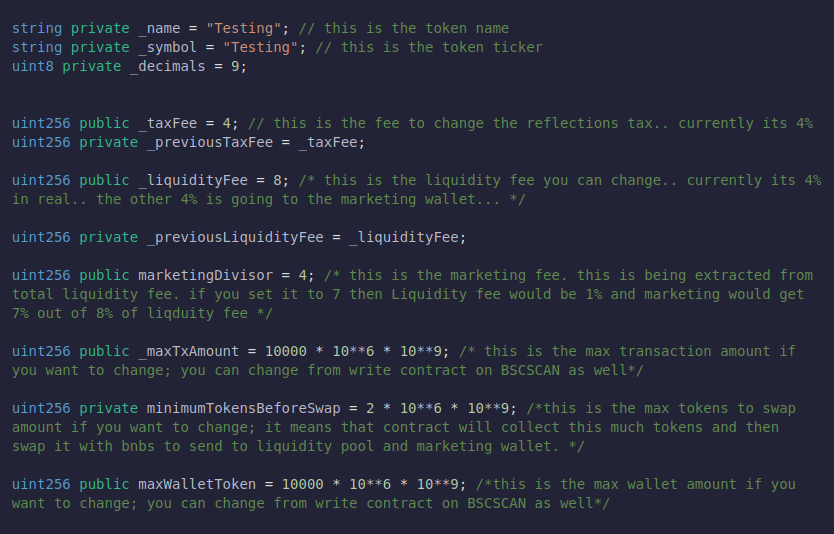 string private _name = "Testing"; // this is the token name
string private _symbol = "Testing"; // this is the token ticker
uint8 private _decimals = 9;
uint256 public _taxFee = 4; // this is the fee to change the reflections tax.. currently its 4%
uint256 private _previousTaxFee = _taxFee;
uint256 public _liquidityFee = 8; /* this is the liquidity fee you can change.. currently its 4%
in real.. the other 4% is going to the marketing wallet... */
uint256 private _previousLiquidityFee = _liquidityFee;
uint256 public marketingDivisor = 4; /* this is the marketing fee. this is being extracted from
total liquidity fee. if you set it to 7 then Liquidity fee would be 1% and marketing would get
7% out of 8% of liqduity fee */
uint256 public _maxTxAmount = 10000 * 10**6 * 10**9; /* this is the max transaction amount if
you want to change; you can change from write contract on BSCSCAN as well*/
uint256 private minimumTokensBeforeSwap = 2 * 10**6 * 10**9; /*this is the max tokens to swap
amount if you want to change; it means that contract will collect this much tokens and then
swap it with bnbs to send to liquidity pool and marketing wallet. */
uint256 public maxWalletToken = 10000 * 10**6 * 10**9; /*this is the max wallet amount if you
want to change; you can change from write contract on BSCSCAN as well*/